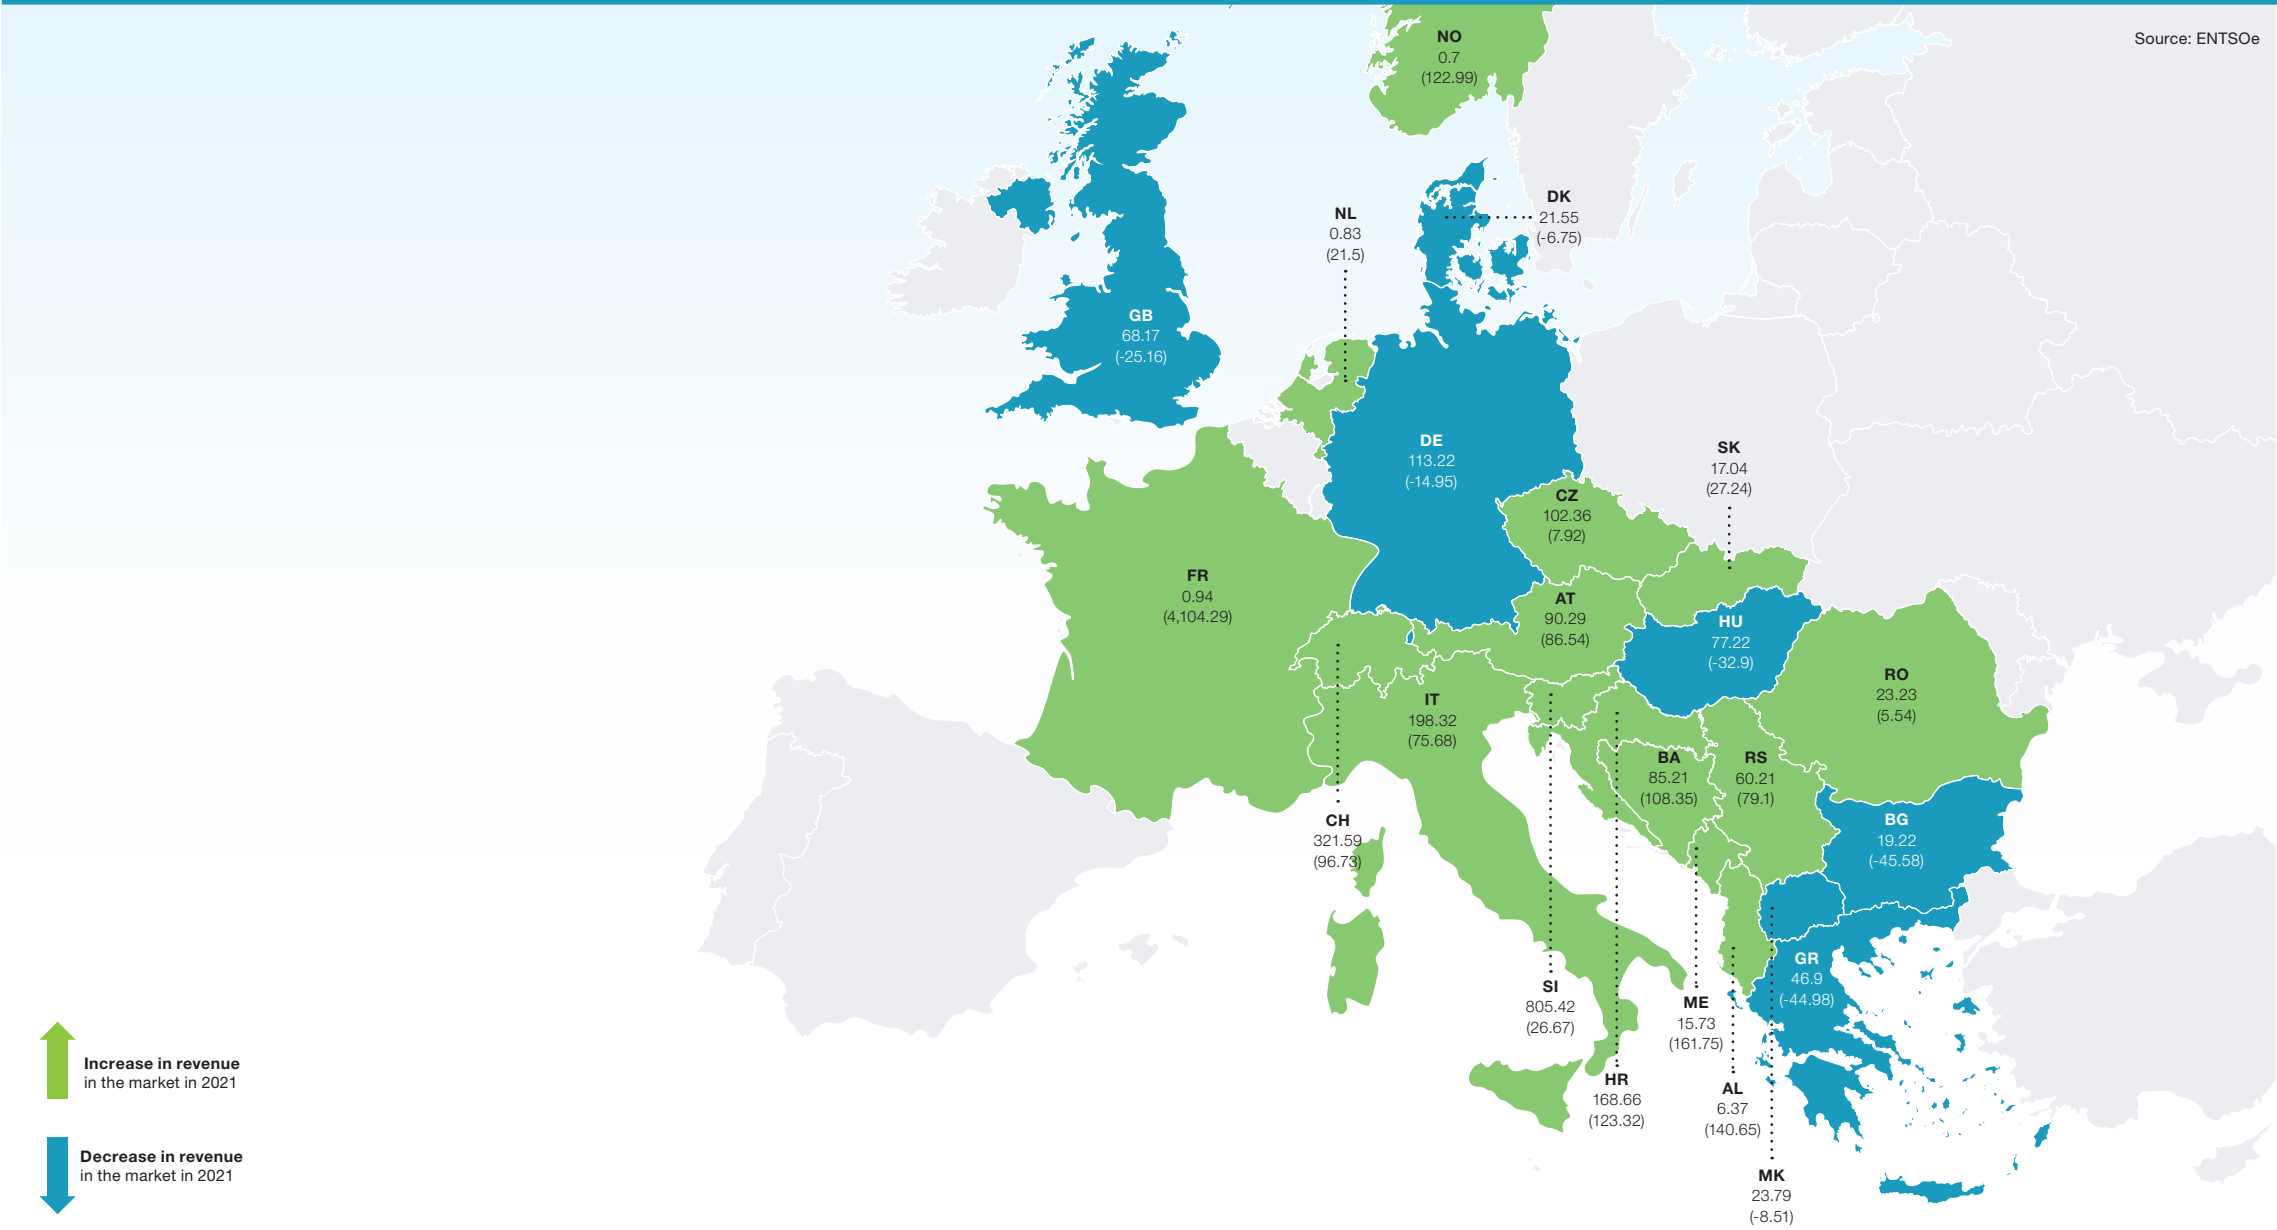 Source: ENTSOe
NO
0.7
(122.99)
DK
21.55
(-6.75)
NL
0.83
(21.5)
GB
68.17
(-25.16)
DE
113.22
(-14.95)
SK
17.04
(27.24)
CZ
102.36
(7.92)
FR
0.94
(4,104.29)
AT
90.29
(86.54)
HU
77.22
(-32.9)
RO
23.23
(5.54)
IT
198.32
(75.68)
BA
85.21
(108.35)
RS
60.21
(79.1)
CH
321.59
(96.73)
BG
19.22
(-45.58)
GR
46.9
(-44.98)
SI
805.42
(26.67)
ME
15.73
(161.75)
HR
168.66
(123.32)
AL
6.37
(140.65)
MK
23.79
(-8.51)
Increase in revenue
in the market in 2021
Decrease in revenue
in the market in 2021